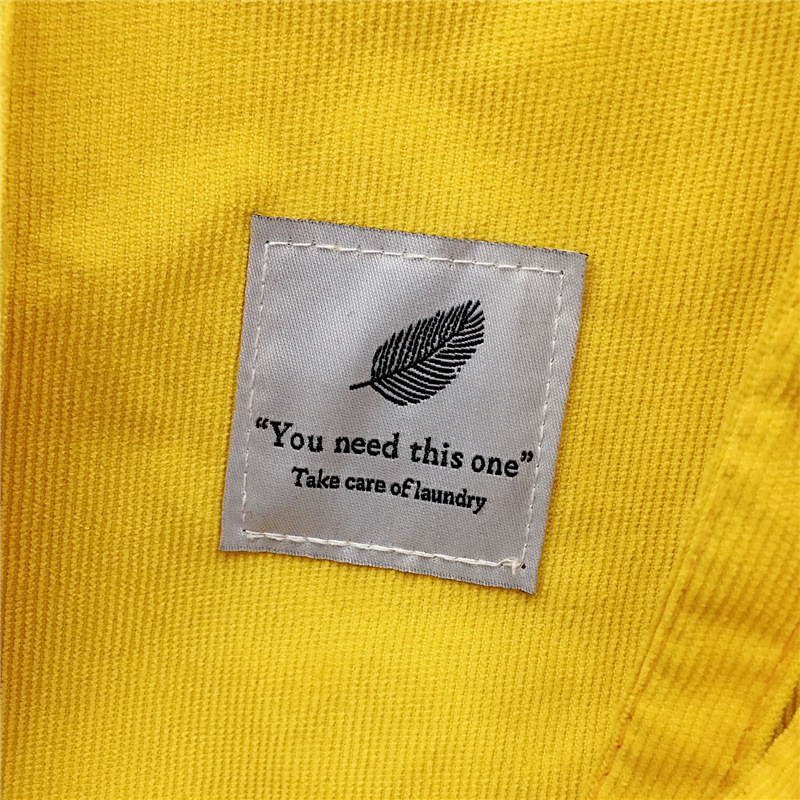 “You need this one”
Take care of laundry